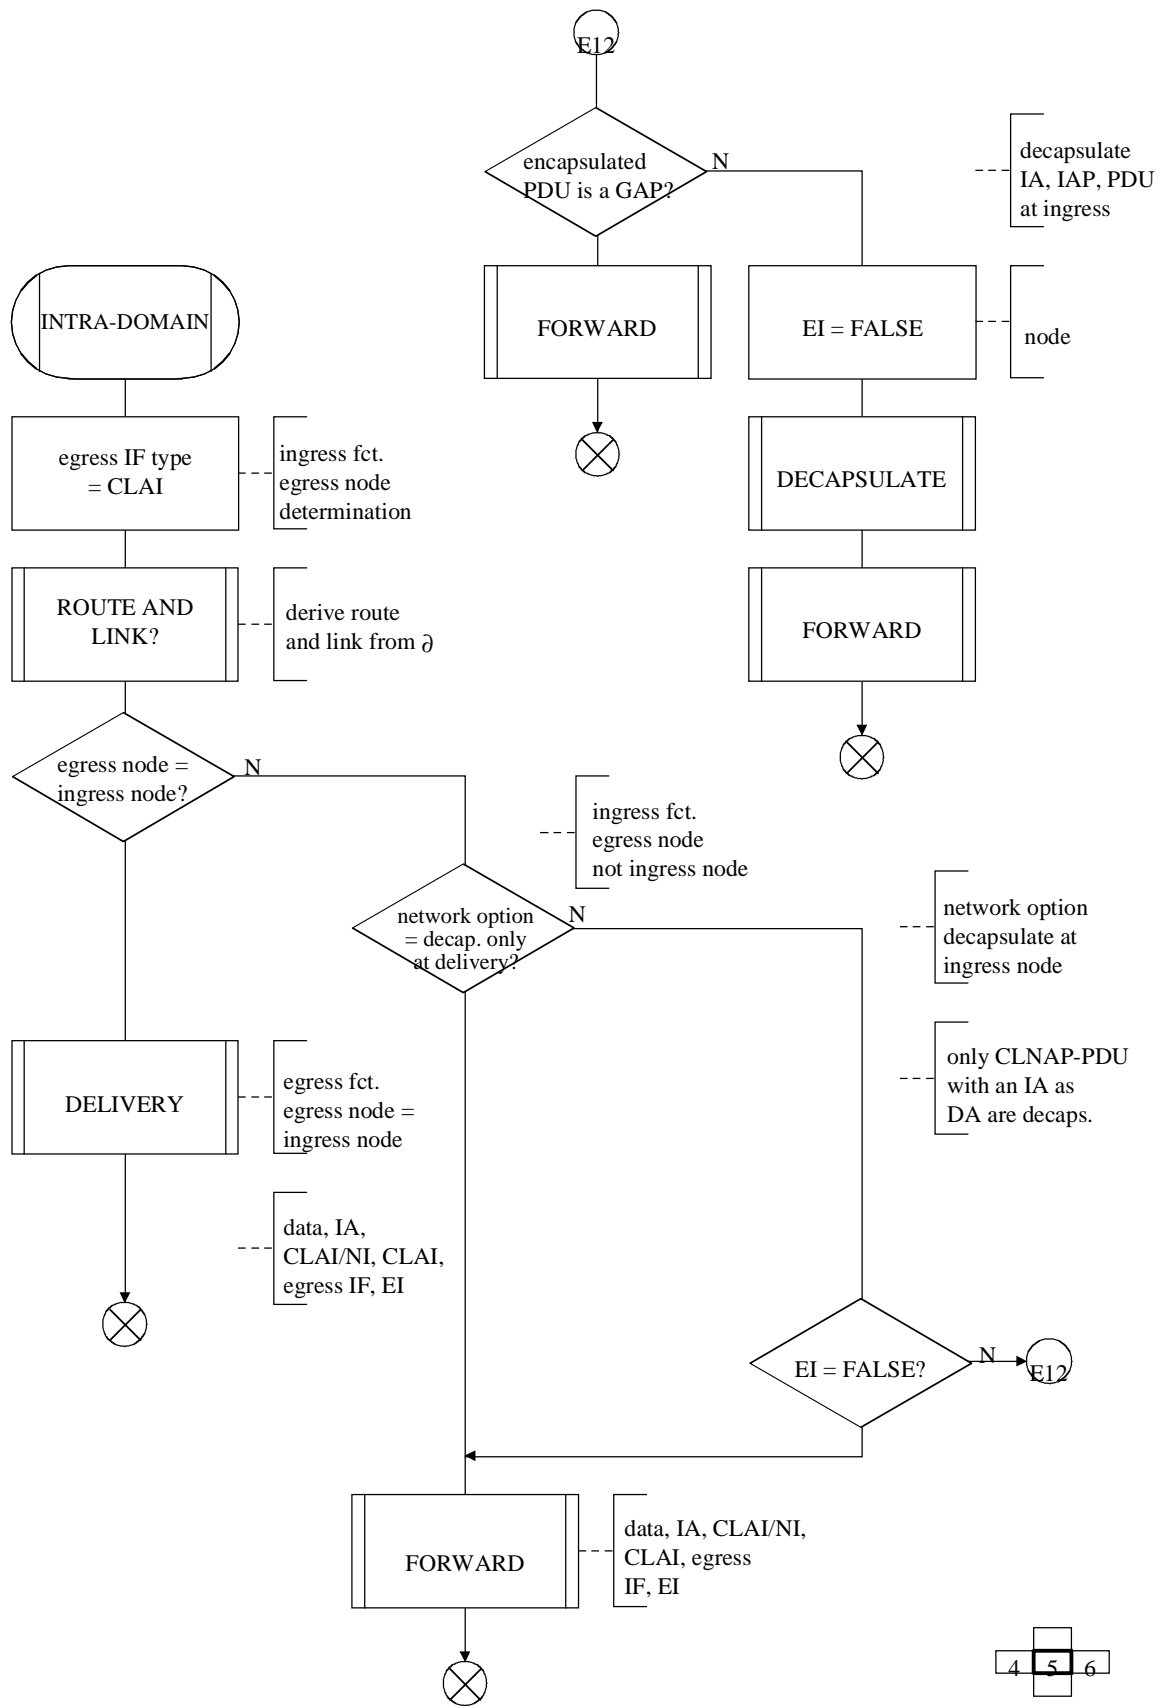 E12
encapsulated
PDU is a GAP?
N
decapsulate
IA, IAP, PDU
at ingress
INTRA-DOMAIN
FORWARD
EI = FALSE
node
egress IF type
= CLAI
ingress fct.
egress node
determination
DECAPSULATE
ROUTE AND
LINK?
derive route
and link from ∂
FORWARD
egress node =
ingress node?
N
ingress fct.
egress node
not ingress node
network option
= decap. only
at delivery?
N
network option
decapsulate at
ingress node
only CLNAP-PDU
with an IA as
DA are decaps.
DELIVERY
egress fct.
egress node =
ingress node
data, IA,
CLAI/NI, CLAI,
egress IF, EI
EI = FALSE?
N
E12
FORWARD
data, IA, CLAI/NI,
CLAI, egress
IF, EI
4 5 6